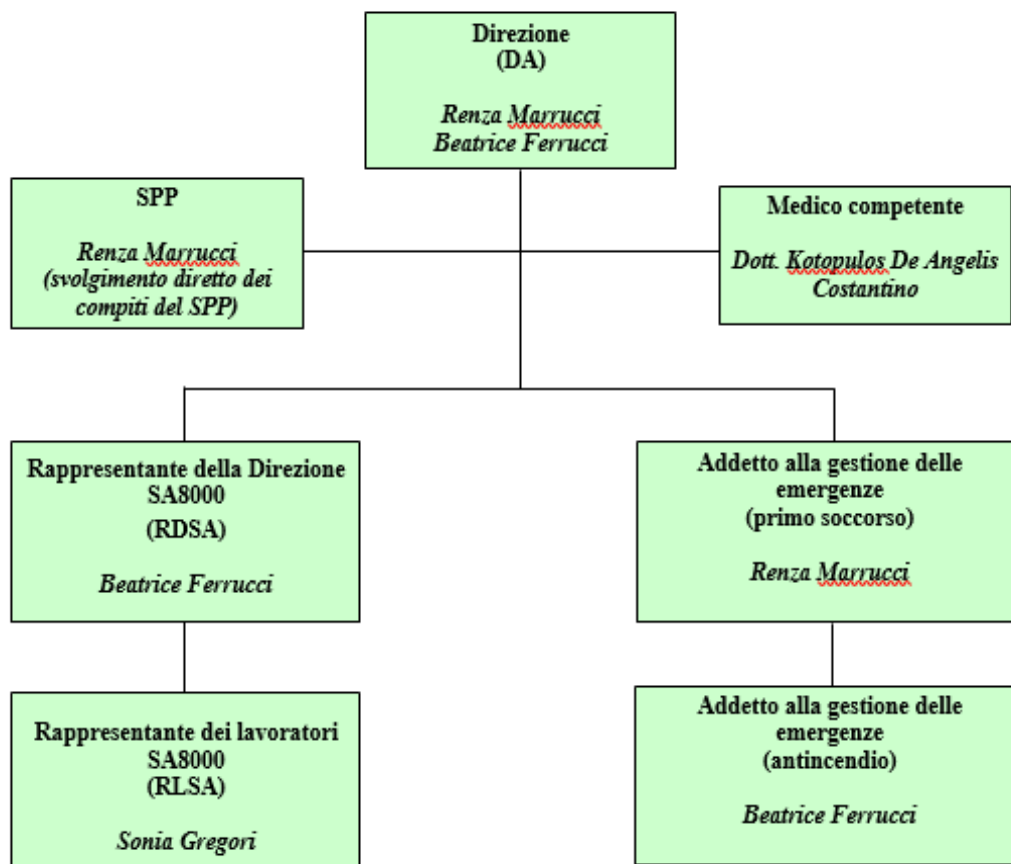 Direzione
(DA)
Renza Marrucci
Beatrice Ferrucci
SPP
Renza Marrucci
(svolgimento diretto dei
compiti del SPP)
Medico competente
Dott. Kotopulos De Angelis
Costantino
Rappresentante della Direzione
SA8000
(RDSA)
Beatrice Ferrucci
Addetto alla gestione delle
emergenze
(primo soccorso)
Renza Marrucci
Rappresentante dei lavoratori
SA8000
(RLSA)
Sonia Gregori
Addetto alla gestione delle
emergenze
(antincendio)
Beatrice Ferrucci